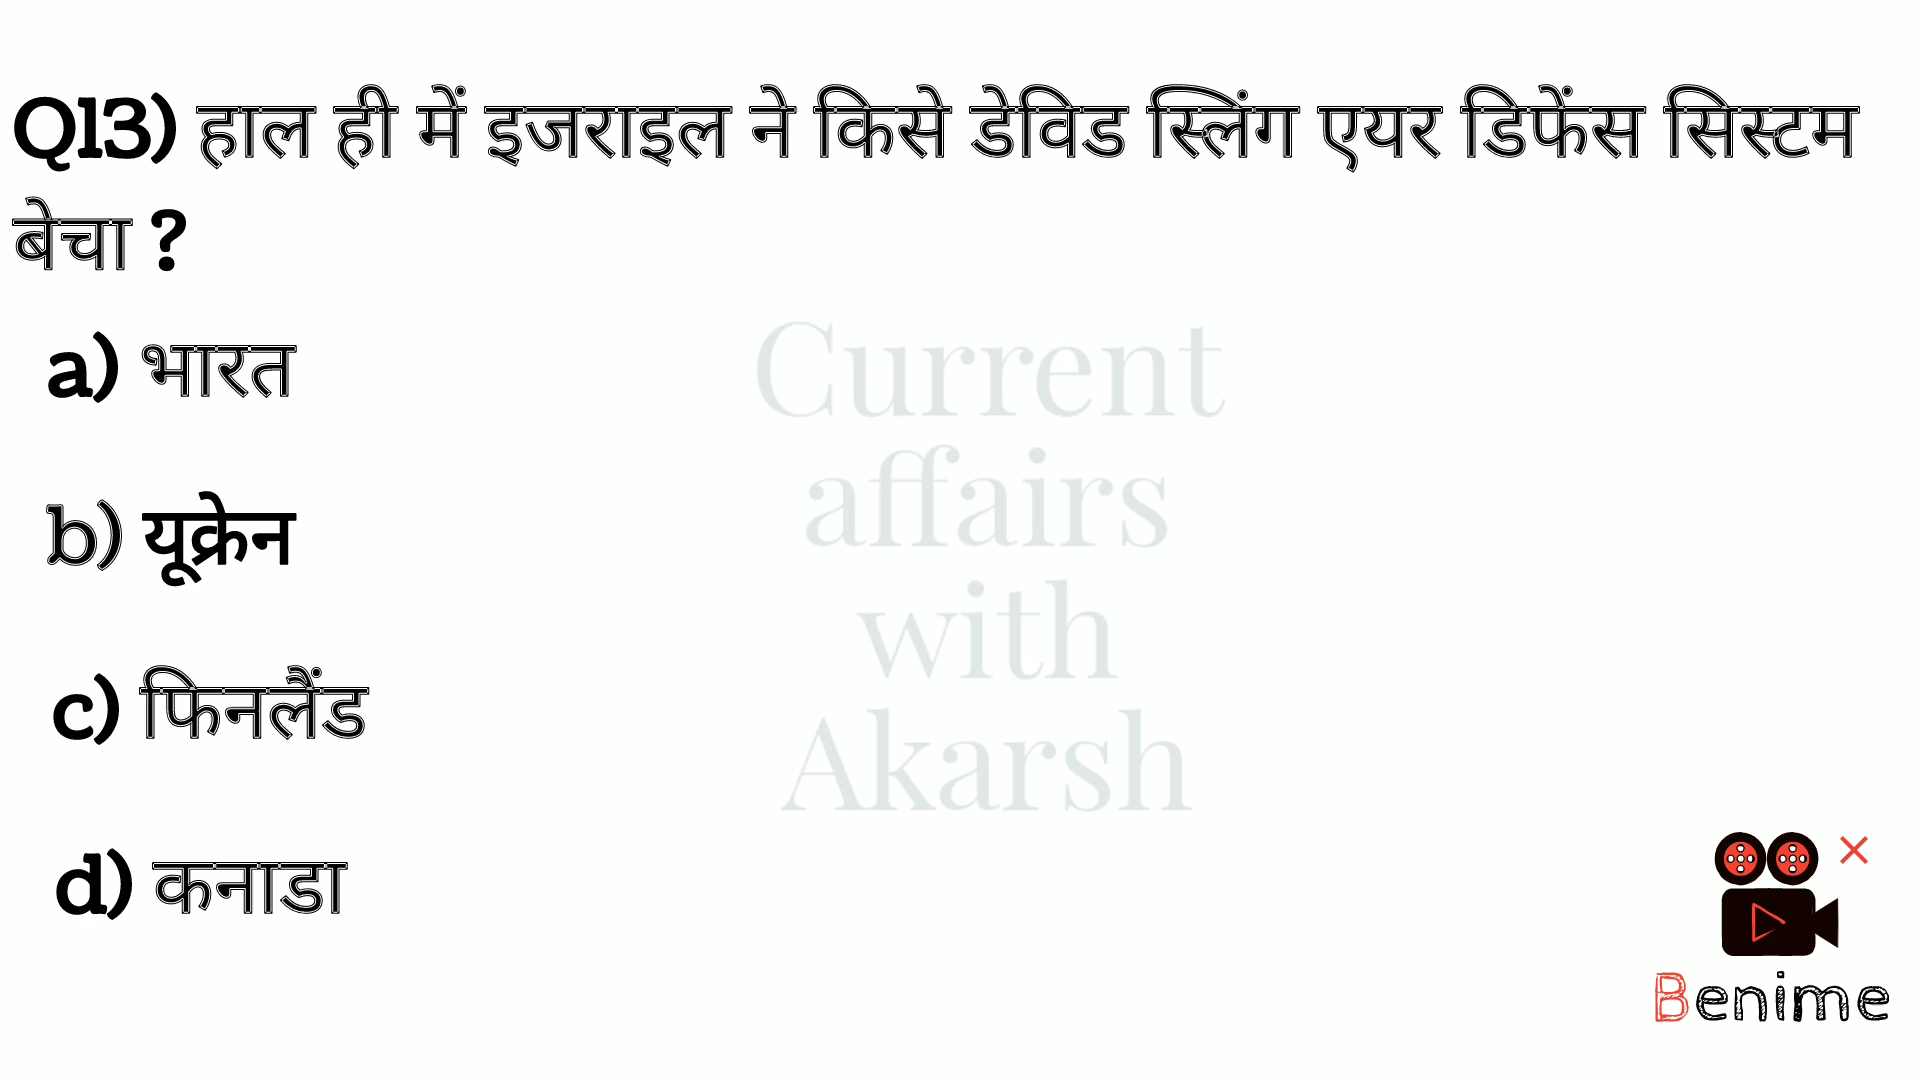 Q13) हाल ही में इजराइल ने किसे डेविड स्लिंग एयर डिफेंस सिस्टम
बेचा ?
a) भारत
b) यूक्रेन
c) फिनलैंड
d) कनाडा
Current
affairs
with
Akarsh
Benime